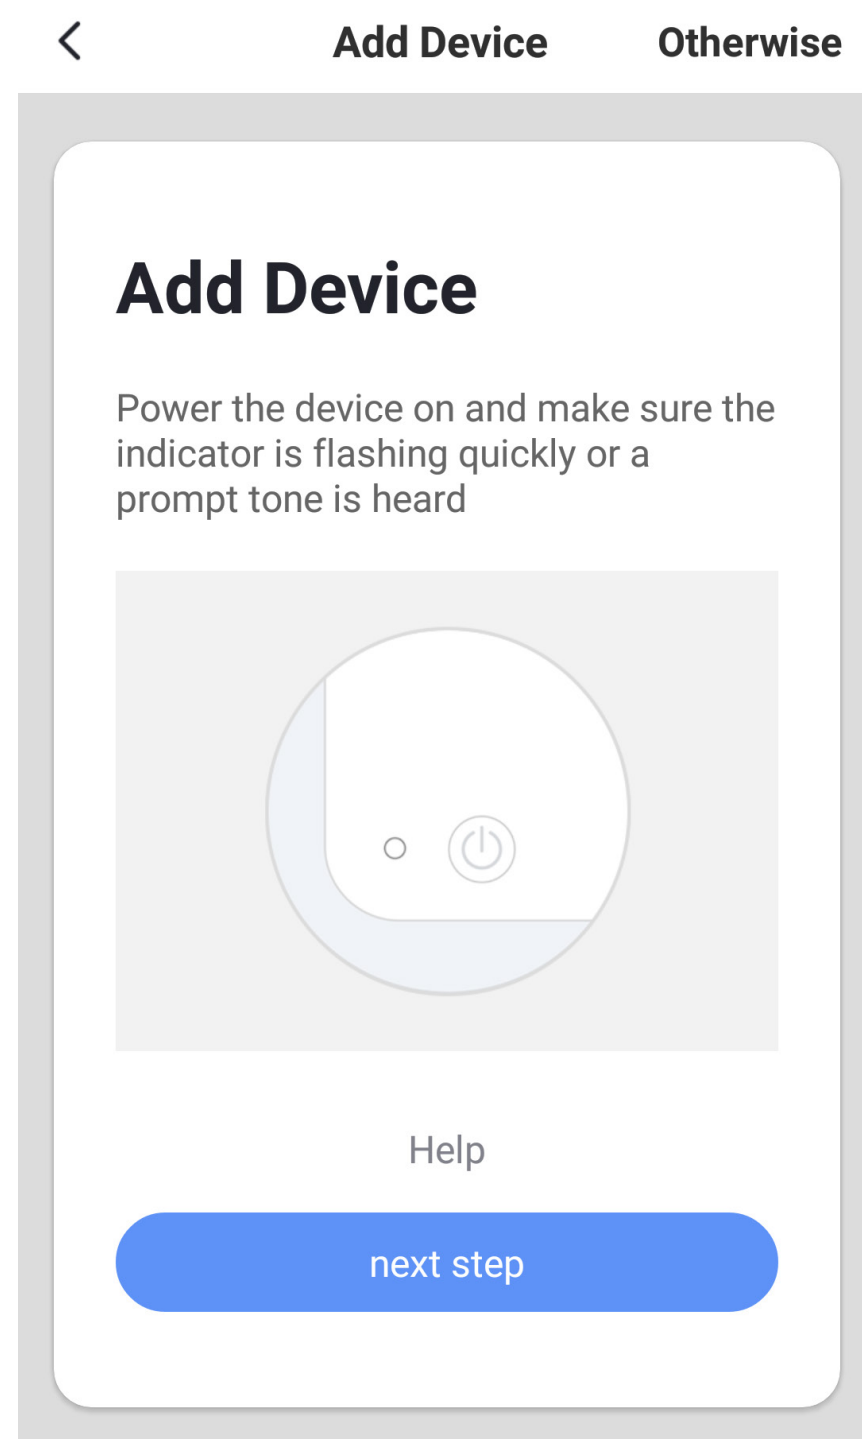 Add Device Otherwise
Add Device
Power the device on and make sure the
indicator is flashing quickly or a
prompt tone is heard
Help
next step